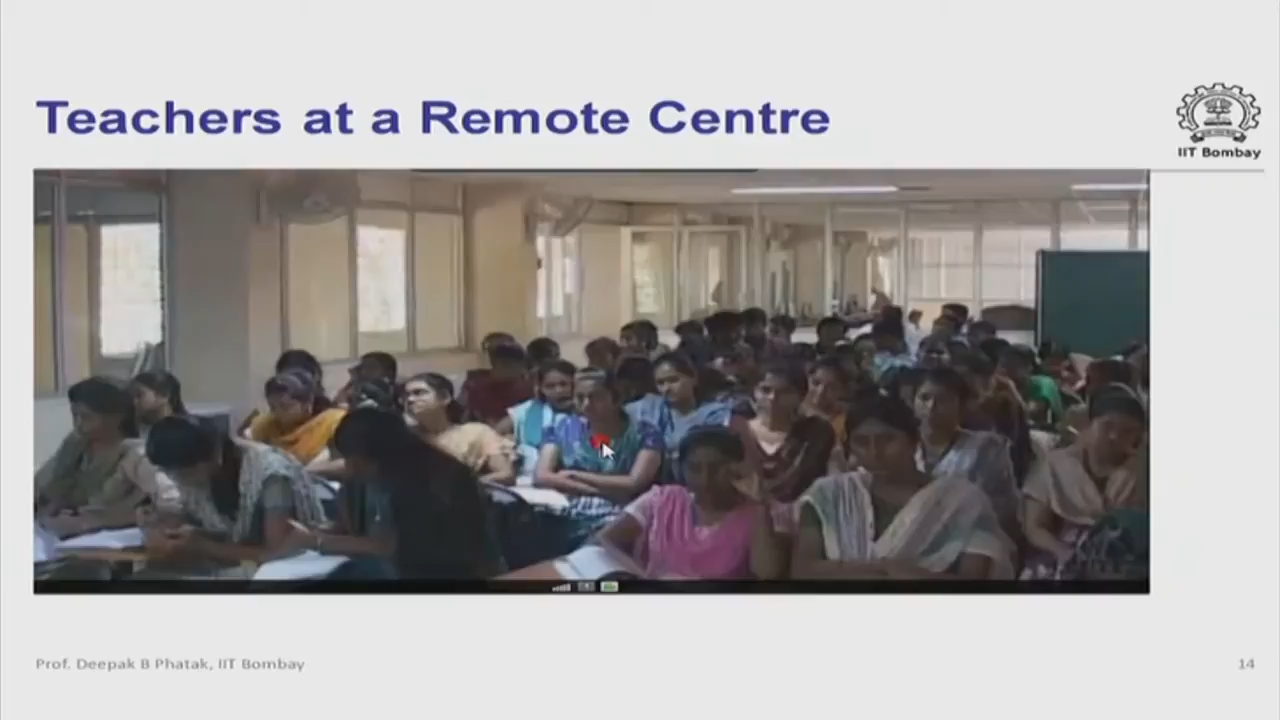 Teachers at a Remote Centre
IIT Bombay
Prof. Deepak B Phatak, IIT Bombay
14